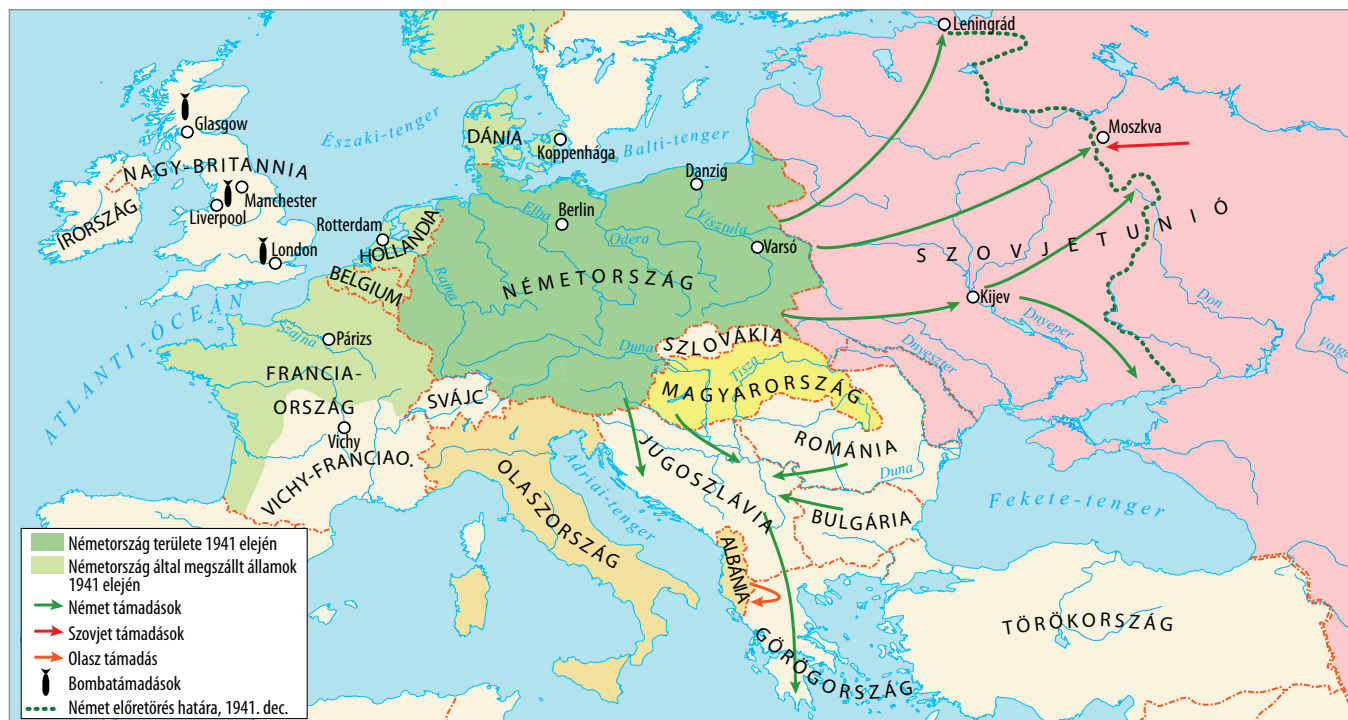 Leningrád
Glasgow
Északi-tenger
DÁNIA
Koppenhága
Balti-tenger
Moszkva
NAGY-BRITANNIA
ÍRORSZÁG
Manchester
Liverpool
London
Rotterdam
HOLLANDIA
BELGIUM
Danzig
Elba
Berlin
Odera
Visztula
Varsó
SZOVJETUNIÓ
NÉMETORSZÁG
Rajna
Kijev
Dnyeper
Don
Volga
ATLANTI-ÓCEÁN
Szajna
Párizs
FRANCIA-
ORSZÁG
Vichy
VICHY-FRANCIAO.
SVÁJC
Duna
SZLOVÁKIA
Tisza
MAGYARORSZÁG
Dnyeszter
ROMÁNIA
Duna
JUGOSZLÁVIA
BULGÁRIA
Fekete-tenger
OLASZORSZÁG
Adriai-tenger
ALBÁNIA
GÖRÖGORSZÁG
TÖRÖKORSZÁG
Németország területe 1941 elején
Németország által megszállt államok
1941 elején
Német támadások
Szovjet támadások
Olasz támadás
Bombatámadások
Német előretörés határa, 1941. dec.